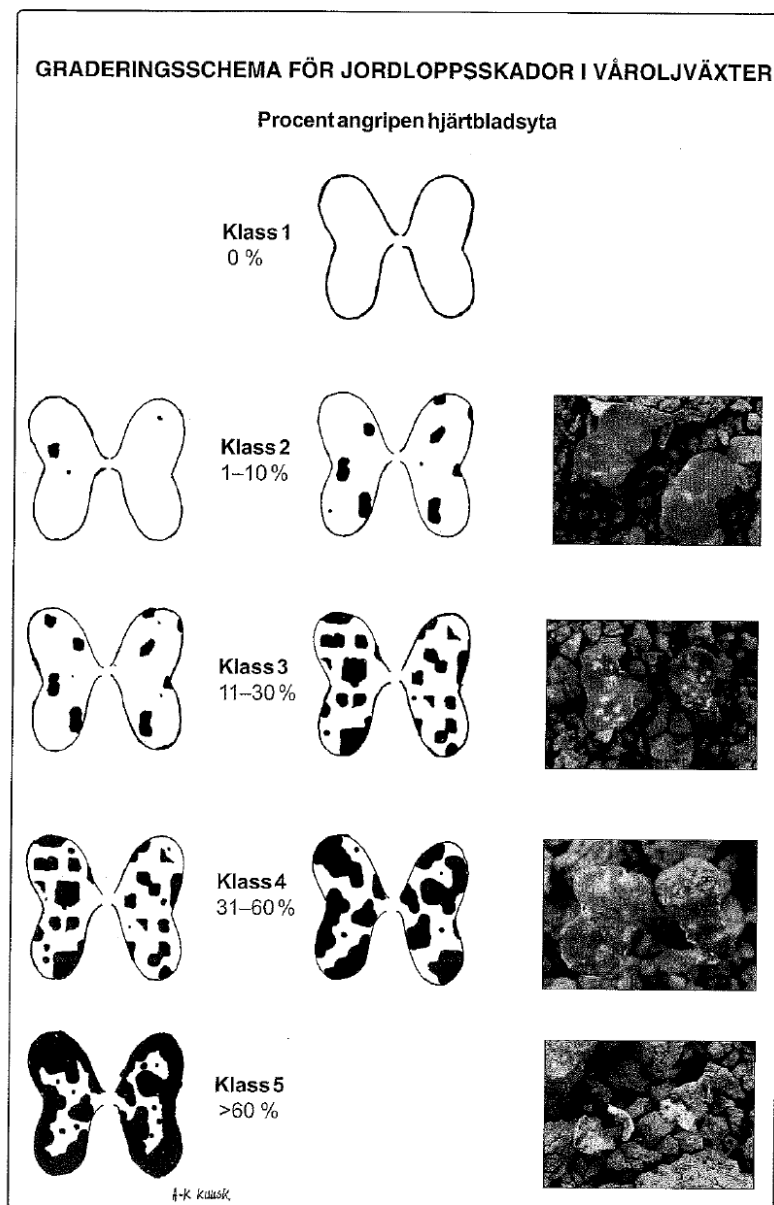 GRADERINGSSCHEMA FÖR JORDLOPPSSKADOR I VÅROLJVÄXTER
Procent angripen hjärtbladsyta
Klass 1
0 %
Klass 2
1–10 %
Klass 3
11–30 %
Klass 4
31–60 %
Klass 5
>60 %
A-K